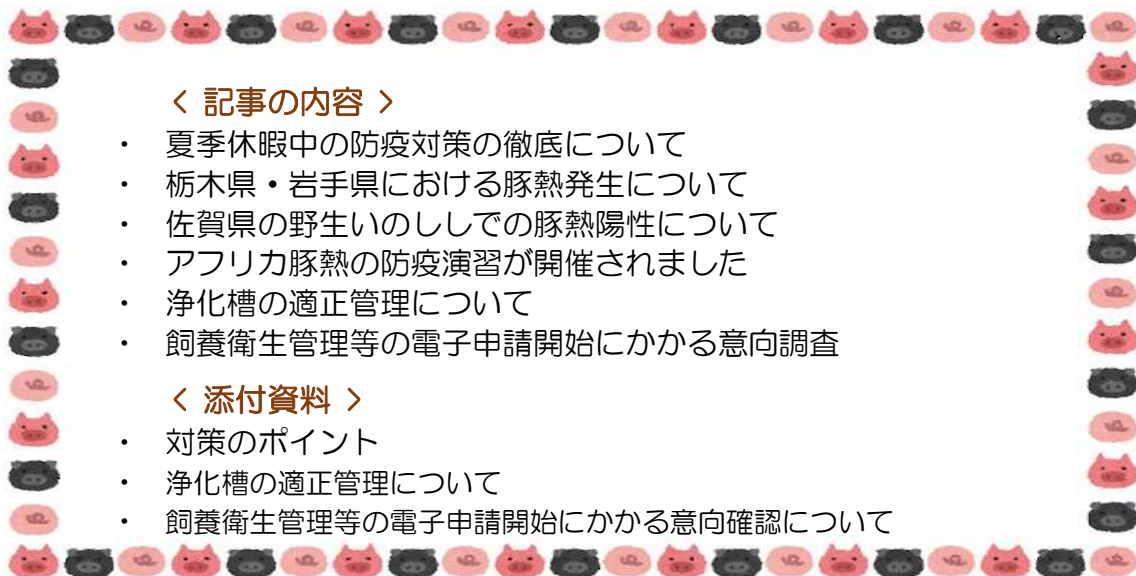 < 記事の内容 >
・ 夏季休暇中の防疫対策の徹底について
・ 栃木県・岩手県における豚熱発生について
・ 佐賀県の野生いのししでの豚熱陽性について
・ アフリカ豚熱の防疫演習が開催されました
・ 浄化槽の適正管理について
・ 飼養衛生管理等の電子申請開始にかかる意向調査
< 添付資料 >
・ 対策のポイント
・ 浄化槽の適正管理について
・ 飼養衛生管理等の電子申請開始にかかる意向確認について